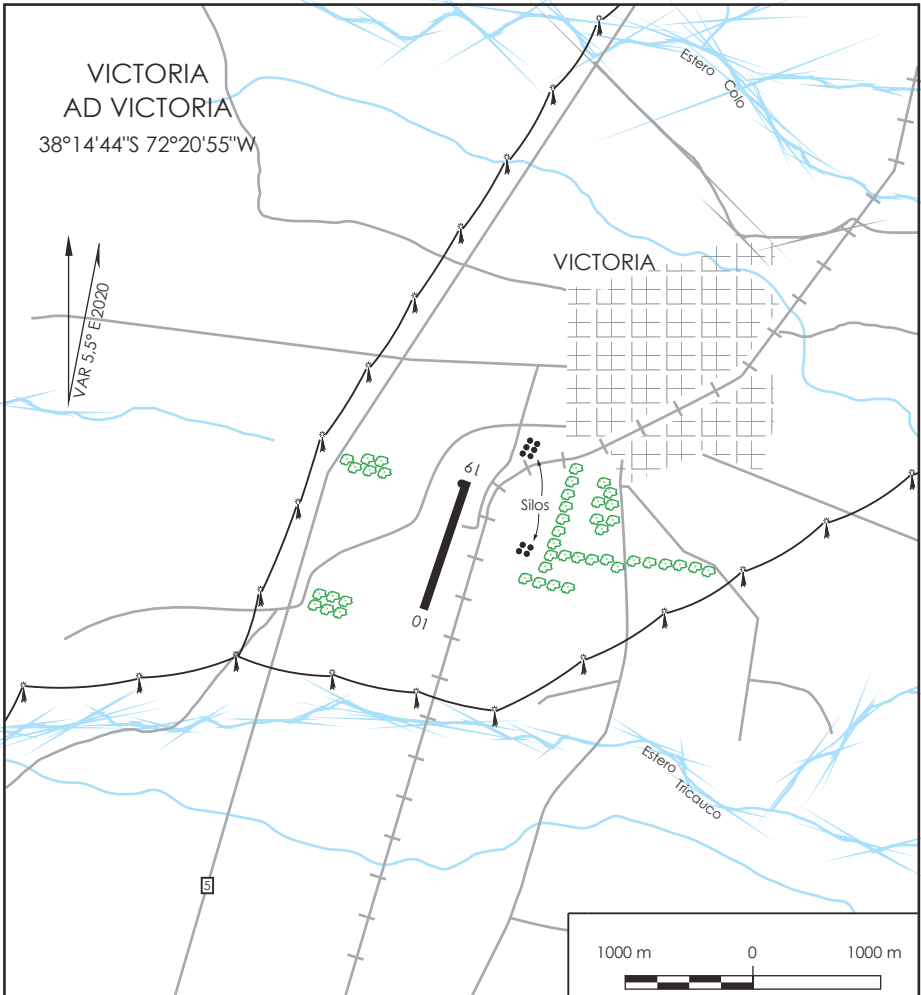 VICTORIA
AD VICTORIA
38°14'44"S 72°20'55"W
Estero Colo
VICTORIA
VAR 5,5° E 2020
19
Silos
01
Estero
Tricauco
5
1000 m 0 1000 m